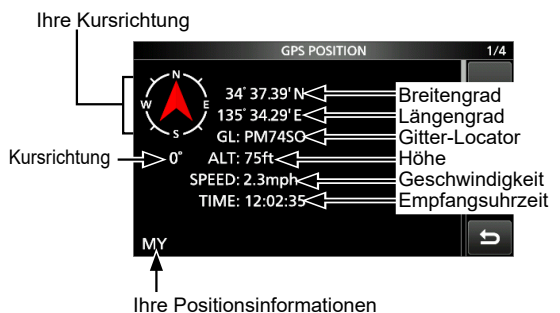 Ihre Kursrichtung
GPS POSITION 1/4
N
W E
S
34° 37.39' N Breitengrad
135° 34.29' E Längengrad
GL: PM74SO Gitter-Locator
Kursrichtung 0° ALT: 75ft Höhe
SPEED: 2.3mph Geschwindigkeit
TIME: 12:02:35 Empfangsuhrzeit
MY
Ihre Positionsinformationen